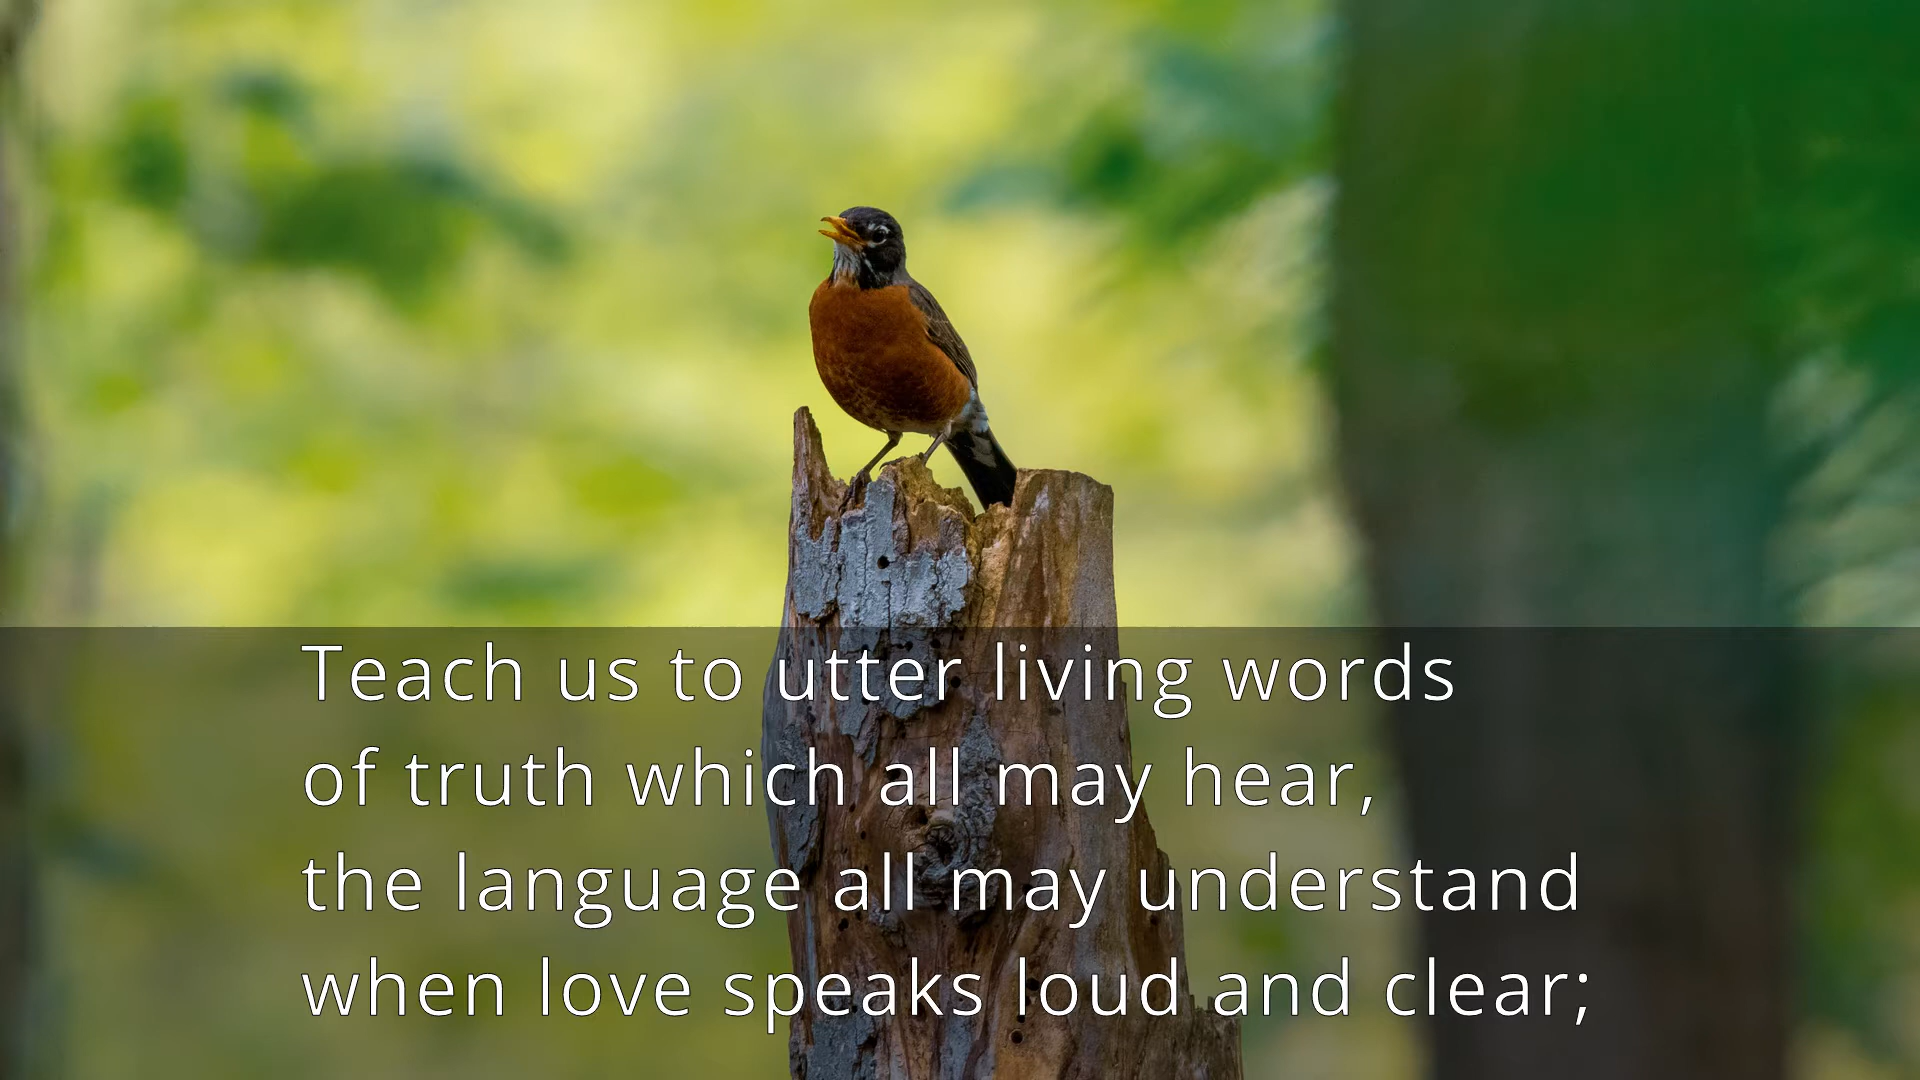 Teach us to utter living words
of truth which all may hear,
the language all may understand
when love speaks loud and clear;